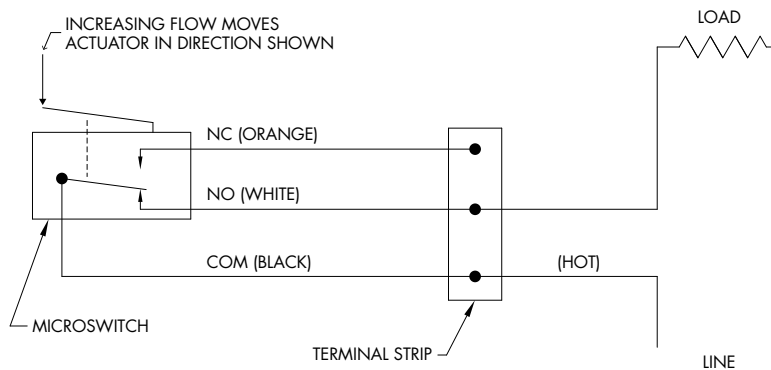 INCREASING FLOW MOVES
ACTUATOR IN DIRECTION SHOWN
LOAD
NC (ORANGE)
NO (WHITE)
COM (BLACK)
(HOT)
MICROSWITCH
TERMINAL STRIP
LINE